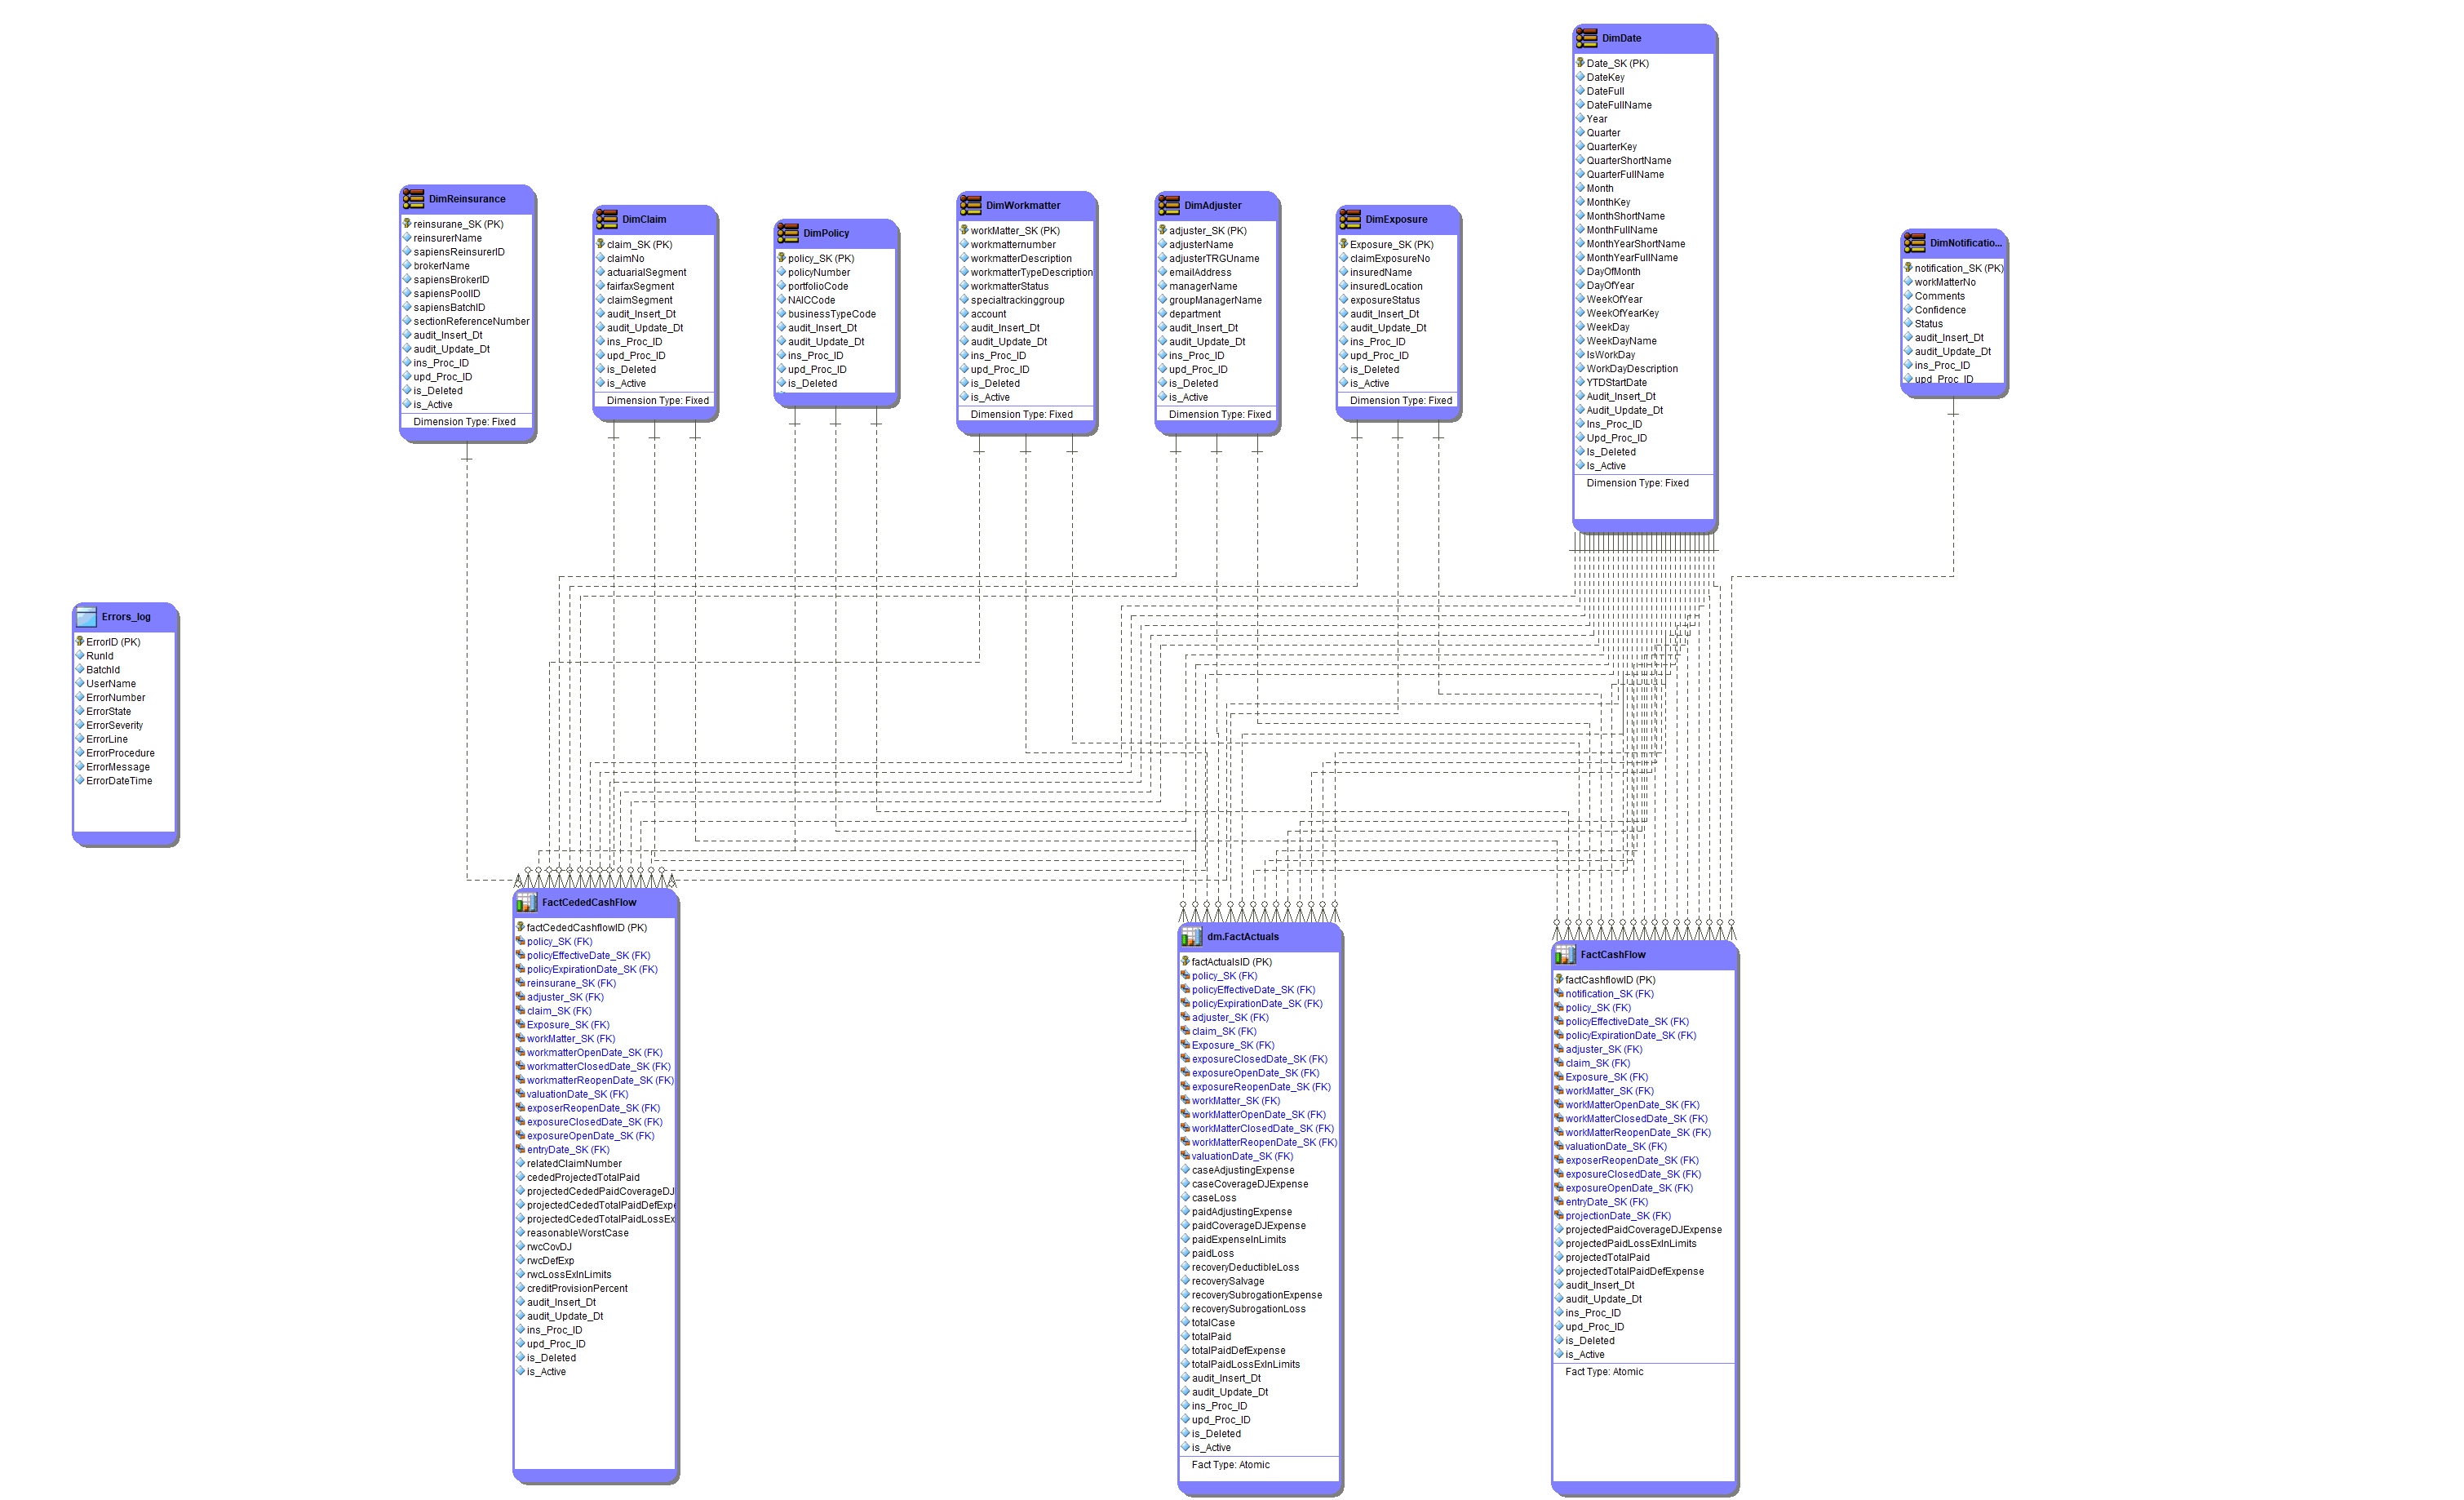 DimDate
Date_SK (PK)
DateKey
DateFull
DateFullName
Year
Quarter
QuarterKey
QuarterShortName
QuarterFullName
Month
MonthKey
MonthShortName
MonthFullName
MonthYearShortName
MonthYearFullName
DayOfMonth
DayOfYear
WeekOfYear
WeekOfYearKey
WeekDay
WeekDayName
IsWorkDay
WorkDayDescription
YTDStartDate
Audit_Insert_Dt
Audit_Update_Dt
Ins_Proc_ID
Upd_Proc_ID
Is_Deleted
Is_Active
Dimension Type: Fixed
DimReinsurance
reinsurane_SK (PK)
reinsurerName
sapiensReinsurerID
brokerName
sapiensBrokerID
sapiensPoolID
sapiensBatchID
sectionReferenceNumber
audit_Insert_Dt
audit_Update_Dt
ins_Proc_ID
upd_Proc_ID
is_Deleted
is_Active
Dimension Type: Fixed
DimClaim
claim_SK (PK)
claimNo
actuarialSegment
fairfaxSegment
claimSegment
audit_Insert_Dt
audit_Update_Dt
ins_Proc_ID
upd_Proc_ID
is_Deleted
is_Active
Dimension Type: Fixed
DimPolicy
policy_SK (PK)
policyNumber
portfolioCode
NAICCode
businessTypeCode
audit_Insert_Dt
audit_Update_Dt
ins_Proc_ID
upd_Proc_ID
is_Deleted
DimWorkmatter
workMatter_SK (PK)
workmatternumber
workmatterDescription
workmatterTypeDescription
workmatterStatus
specialtrackinggroup
account
audit_Insert_Dt
audit_Update_Dt
ins_Proc_ID
upd_Proc_ID
is_Deleted
is_Active
Dimension Type: Fixed
DimAdjuster
adjuster_SK (PK)
adjusterName
adjusterTRGUname
emailAddress
managerName
groupManagerName
department
audit_Insert_Dt
audit_Update_Dt
ins_Proc_ID
upd_Proc_ID
is_Deleted
is_Active
Dimension Type: Fixed
DimExposure
Exposure_SK (PK)
claimExposureNo
insuredName
insuredLocation
exposureStatus
audit_Insert_Dt
audit_Update_Dt
ins_Proc_ID
upd_Proc_ID
is_Deleted
is_Active
Dimension Type: Fixed
DimNotificatio...
notification_SK (PK)
workMatterNo
Comments
Confidence
Status
audit_Insert_Dt
audit_Update_Dt
ins_Proc_ID
upd_Proc_ID
Errors_log
ErrorID (PK)
RunId
BatchId
UserName
ErrorNumber
ErrorState
ErrorSeverity
ErrorLine
ErrorProcedure
ErrorMessage
ErrorDateTime
FactCededCashFlow
factCededCashflowID (PK)
policy_SK (FK)
policyEffectiveDate_SK (FK)
policyExpirationDate_SK (FK)
reinsurane_SK (FK)
adjuster_SK (FK)
claim_SK (FK)
Exposure_SK (FK)
workMatter_SK (FK)
workmatterOpenDate_SK (FK)
workmatterClosedDate_SK (FK)
workmatterReopenDate_SK (FK)
valuationDate_SK (FK)
exposerReopenDate_SK (FK)
exposureClosedDate_SK (FK)
exposureOpenDate_SK (FK)
entryDate_SK (FK)
relatedClaimNumber
cededProjectedTotalPaid
projectedCededPaidCoverageDJ
projectedCededTotalPaidDefExpe
projectedCededTotalPaidLossEx
reasonableWorstCase
rwcCovDJ
rwcDefExp
rwcLossExInLimits
creditProvisionPercent
audit_Insert_Dt
audit_Update_Dt
ins_Proc_ID
upd_Proc_ID
is_Deleted
is_Active
dm.FactActuals
factActualsID (PK)
policy_SK (FK)
policyEffectiveDate_SK (FK)
policyExpirationDate_SK (FK)
adjuster_SK (FK)
claim_SK (FK)
Exposure_SK (FK)
exposureClosedDate_SK (FK)
exposureOpenDate_SK (FK)
exposureReopenDate_SK (FK)
workMatter_SK (FK)
workMatterOpenDate_SK (FK)
workMatterClosedDate_SK (FK)
workMatterReopenDate_SK (FK)
valuationDate_SK (FK)
caseAdjustingExpense
caseCoverageDJExpense
caseLoss
paidAdjustingExpense
paidCoverageDJExpense
paidExpenseInLimits
paidLoss
recoveryDeductibleLoss
recoverySalvage
recoverySubrogationExpense
recoverySubrogationLoss
totalCase
totalPaid
totalPaidDefExpense
totalPaidLossExInLimits
audit_Insert_Dt
audit_Update_Dt
ins_Proc_ID
upd_Proc_ID
is_Deleted
is_Active
Fact Type: Atomic
FactCashFlow
factCashflowID (PK)
notification_SK (FK)
policy_SK (FK)
policyEffectiveDate_SK (FK)
policyExpirationDate_SK (FK)
adjuster_SK (FK)
claim_SK (FK)
Exposure_SK (FK)
workMatter_SK (FK)
workMatterOpenDate_SK (FK)
workMatterClosedDate_SK (FK)
workMatterReopenDate_SK (FK)
valuationDate_SK (FK)
exposerReopenDate_SK (FK)
exposureClosedDate_SK (FK)
exposureOpenDate_SK (FK)
entryDate_SK (FK)
projectionDate_SK (FK)
projectedPaidCoverageDJExpense
projectedPaidLossExInLimits
projectedTotalPaid
projectedTotalPaidDefExpense
audit_Insert_Dt
audit_Update_Dt
ins_Proc_ID
upd_Proc_ID
is_Deleted
is_Active
Fact Type: Atomic